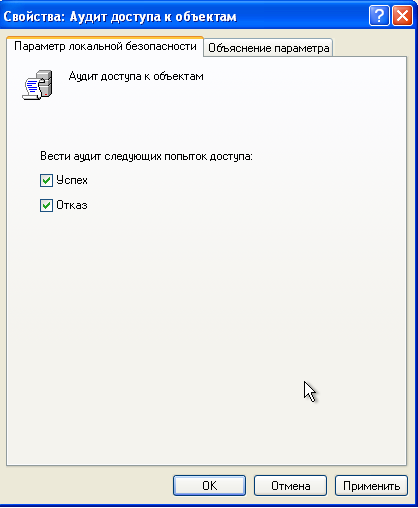 Свойства: Аудит доступа к объектам
Параметр локальной безопасности
Объяснение параметра
Аудит доступа к объектам
Вести аудит следующих попыток доступа:
Успех
Отказ
OK
Отмена
Применить